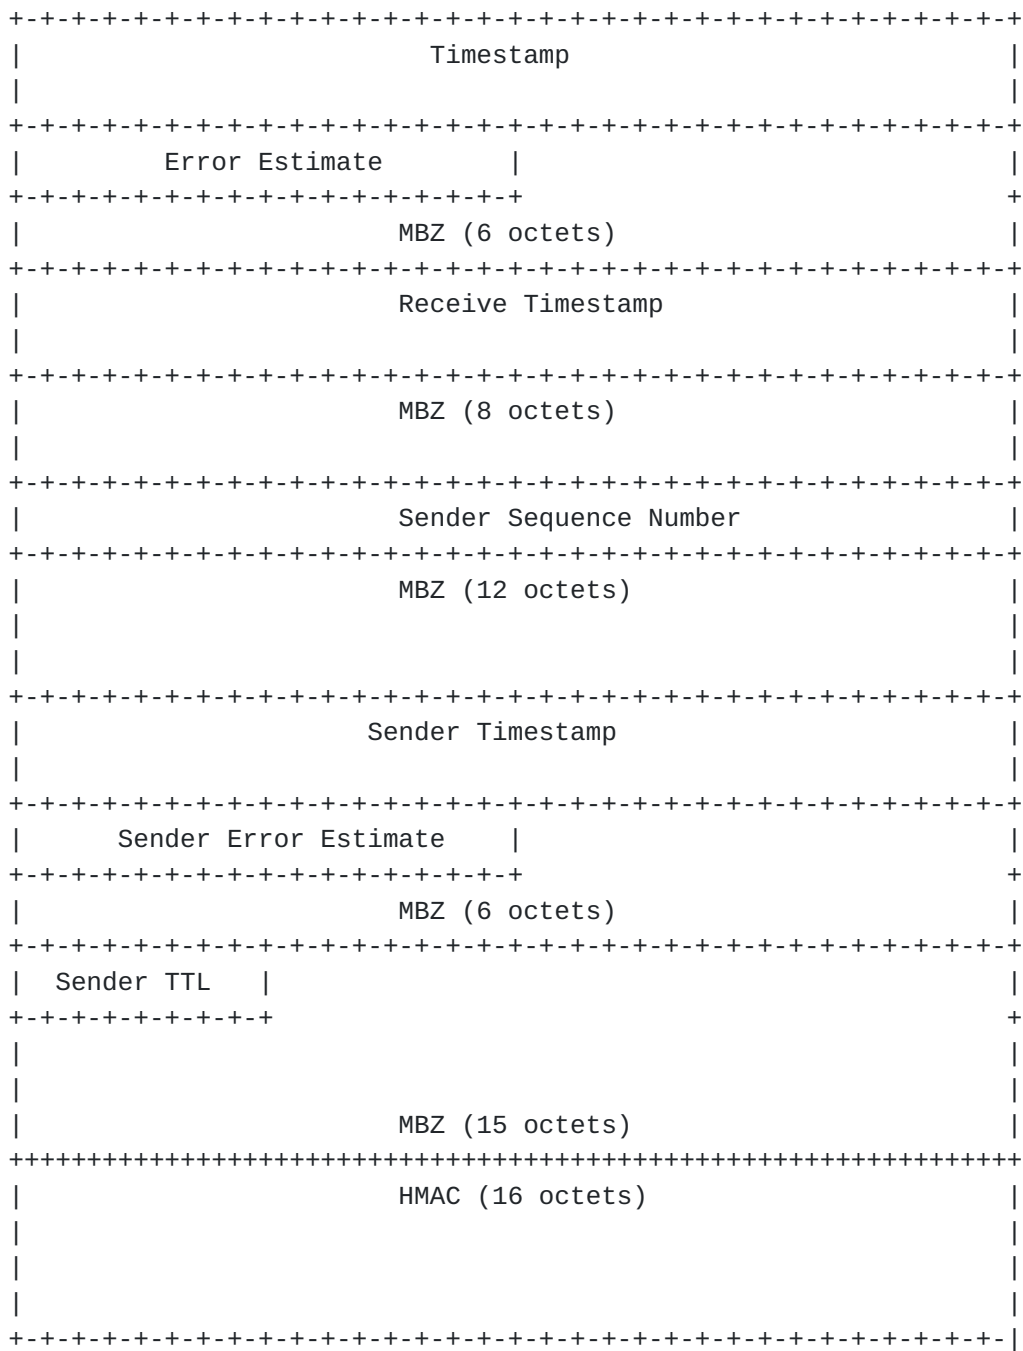 +-+-+-+-+-+-+-+-+-+-+-+-+-+-+-+-+-+-+-+-+-+-+-+-+-+-+-+-+-+-+-+-+
|                          Timestamp                            |
|                                                               |
+-+-+-+-+-+-+-+-+-+-+-+-+-+-+-+-+-+-+-+-+-+-+-+-+-+-+-+-+-+-+-+-+
|         Error Estimate        |                               |
+-+-+-+-+-+-+-+-+-+-+-+-+-+-+-+-+                               +
|                        MBZ (6 octets)                         |
+-+-+-+-+-+-+-+-+-+-+-+-+-+-+-+-+-+-+-+-+-+-+-+-+-+-+-+-+-+-+-+-+
|                        Receive Timestamp                      |
|                                                               |
+-+-+-+-+-+-+-+-+-+-+-+-+-+-+-+-+-+-+-+-+-+-+-+-+-+-+-+-+-+-+-+-+
|                        MBZ (8 octets)                         |
|                                                               |
+-+-+-+-+-+-+-+-+-+-+-+-+-+-+-+-+-+-+-+-+-+-+-+-+-+-+-+-+-+-+-+-+
|                        Sender Sequence Number                 |
+-+-+-+-+-+-+-+-+-+-+-+-+-+-+-+-+-+-+-+-+-+-+-+-+-+-+-+-+-+-+-+-+
|                        MBZ (12 octets)                        |
|                                                               |
|                                                               |
+-+-+-+-+-+-+-+-+-+-+-+-+-+-+-+-+-+-+-+-+-+-+-+-+-+-+-+-+-+-+-+-+
|                      Sender Timestamp                         |
|                                                               |
+-+-+-+-+-+-+-+-+-+-+-+-+-+-+-+-+-+-+-+-+-+-+-+-+-+-+-+-+-+-+-+-+
|      Sender Error Estimate    |                               |
+-+-+-+-+-+-+-+-+-+-+-+-+-+-+-+-+                               +
|                        MBZ (6 octets)                         |
+-+-+-+-+-+-+-+-+-+-+-+-+-+-+-+-+-+-+-+-+-+-+-+-+-+-+-+-+-+-+-+-+
|  Sender TTL   |                                               |
+-+-+-+-+-+-+-+-+                                               +
|                                                               |
|                                                               |
|                        MBZ (15 octets)                        |
+++++++++++++++++++++++++++++++++++++++++++++++++++++++++++++++++
|                        HMAC (16 octets)                       |
|                                                               |
|                                                               |
|                                                               |
+-+-+-+-+-+-+-+-+-+-+-+-+-+-+-+-+-+-+-+-+-+-+-+-+-+-+-+-+-+-+-+-|